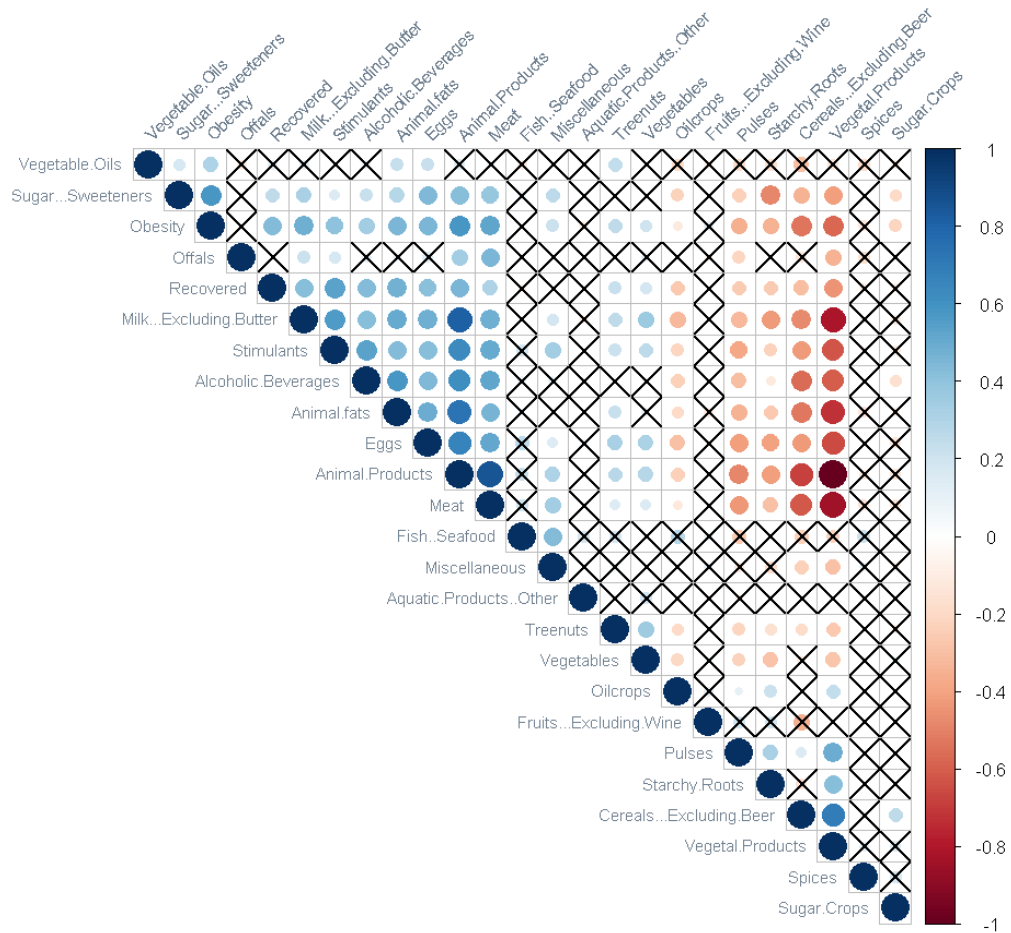 Vegetable.Oils
Sugar...Sweeteners
Obesity
Offals
Recovered
Milk...Excluding.Butter
Stimulants
Alcoholic.Beverages
Animal.fats
Eggs
Animal.Products
Meat
Fish..Seafood
Miscellaneous
Aquatic.Products..Other
Treenuts
Vegetables
Oilcrops
Fruits...Excluding.Wine
Pulses
Starchy.Roots
Cereals...Excluding.Beer
Vegetal.Products
Spices
Sugar.Crops
Vegetable.Oils
Sugar...Sweeteners
Obesity
Offals
Recovered
Milk...Excluding.Butter
Stimulants
Alcoholic.Beverages
Animal.fats
Eggs
Animal.Products
Meat
Fish..Seafood
Miscellaneous
Aquatic.Products..Other
Treenuts
Vegetables
Oilcrops
Fruits...Excluding.Wine
Pulses
Starchy.Roots
Cereals...Excluding.Beer
Vegetal.Products
Spices
Sugar.Crops
1
0.8
0.6
0.4
0.2
0
-0.2
-0.4
-0.6
-0.8
-1